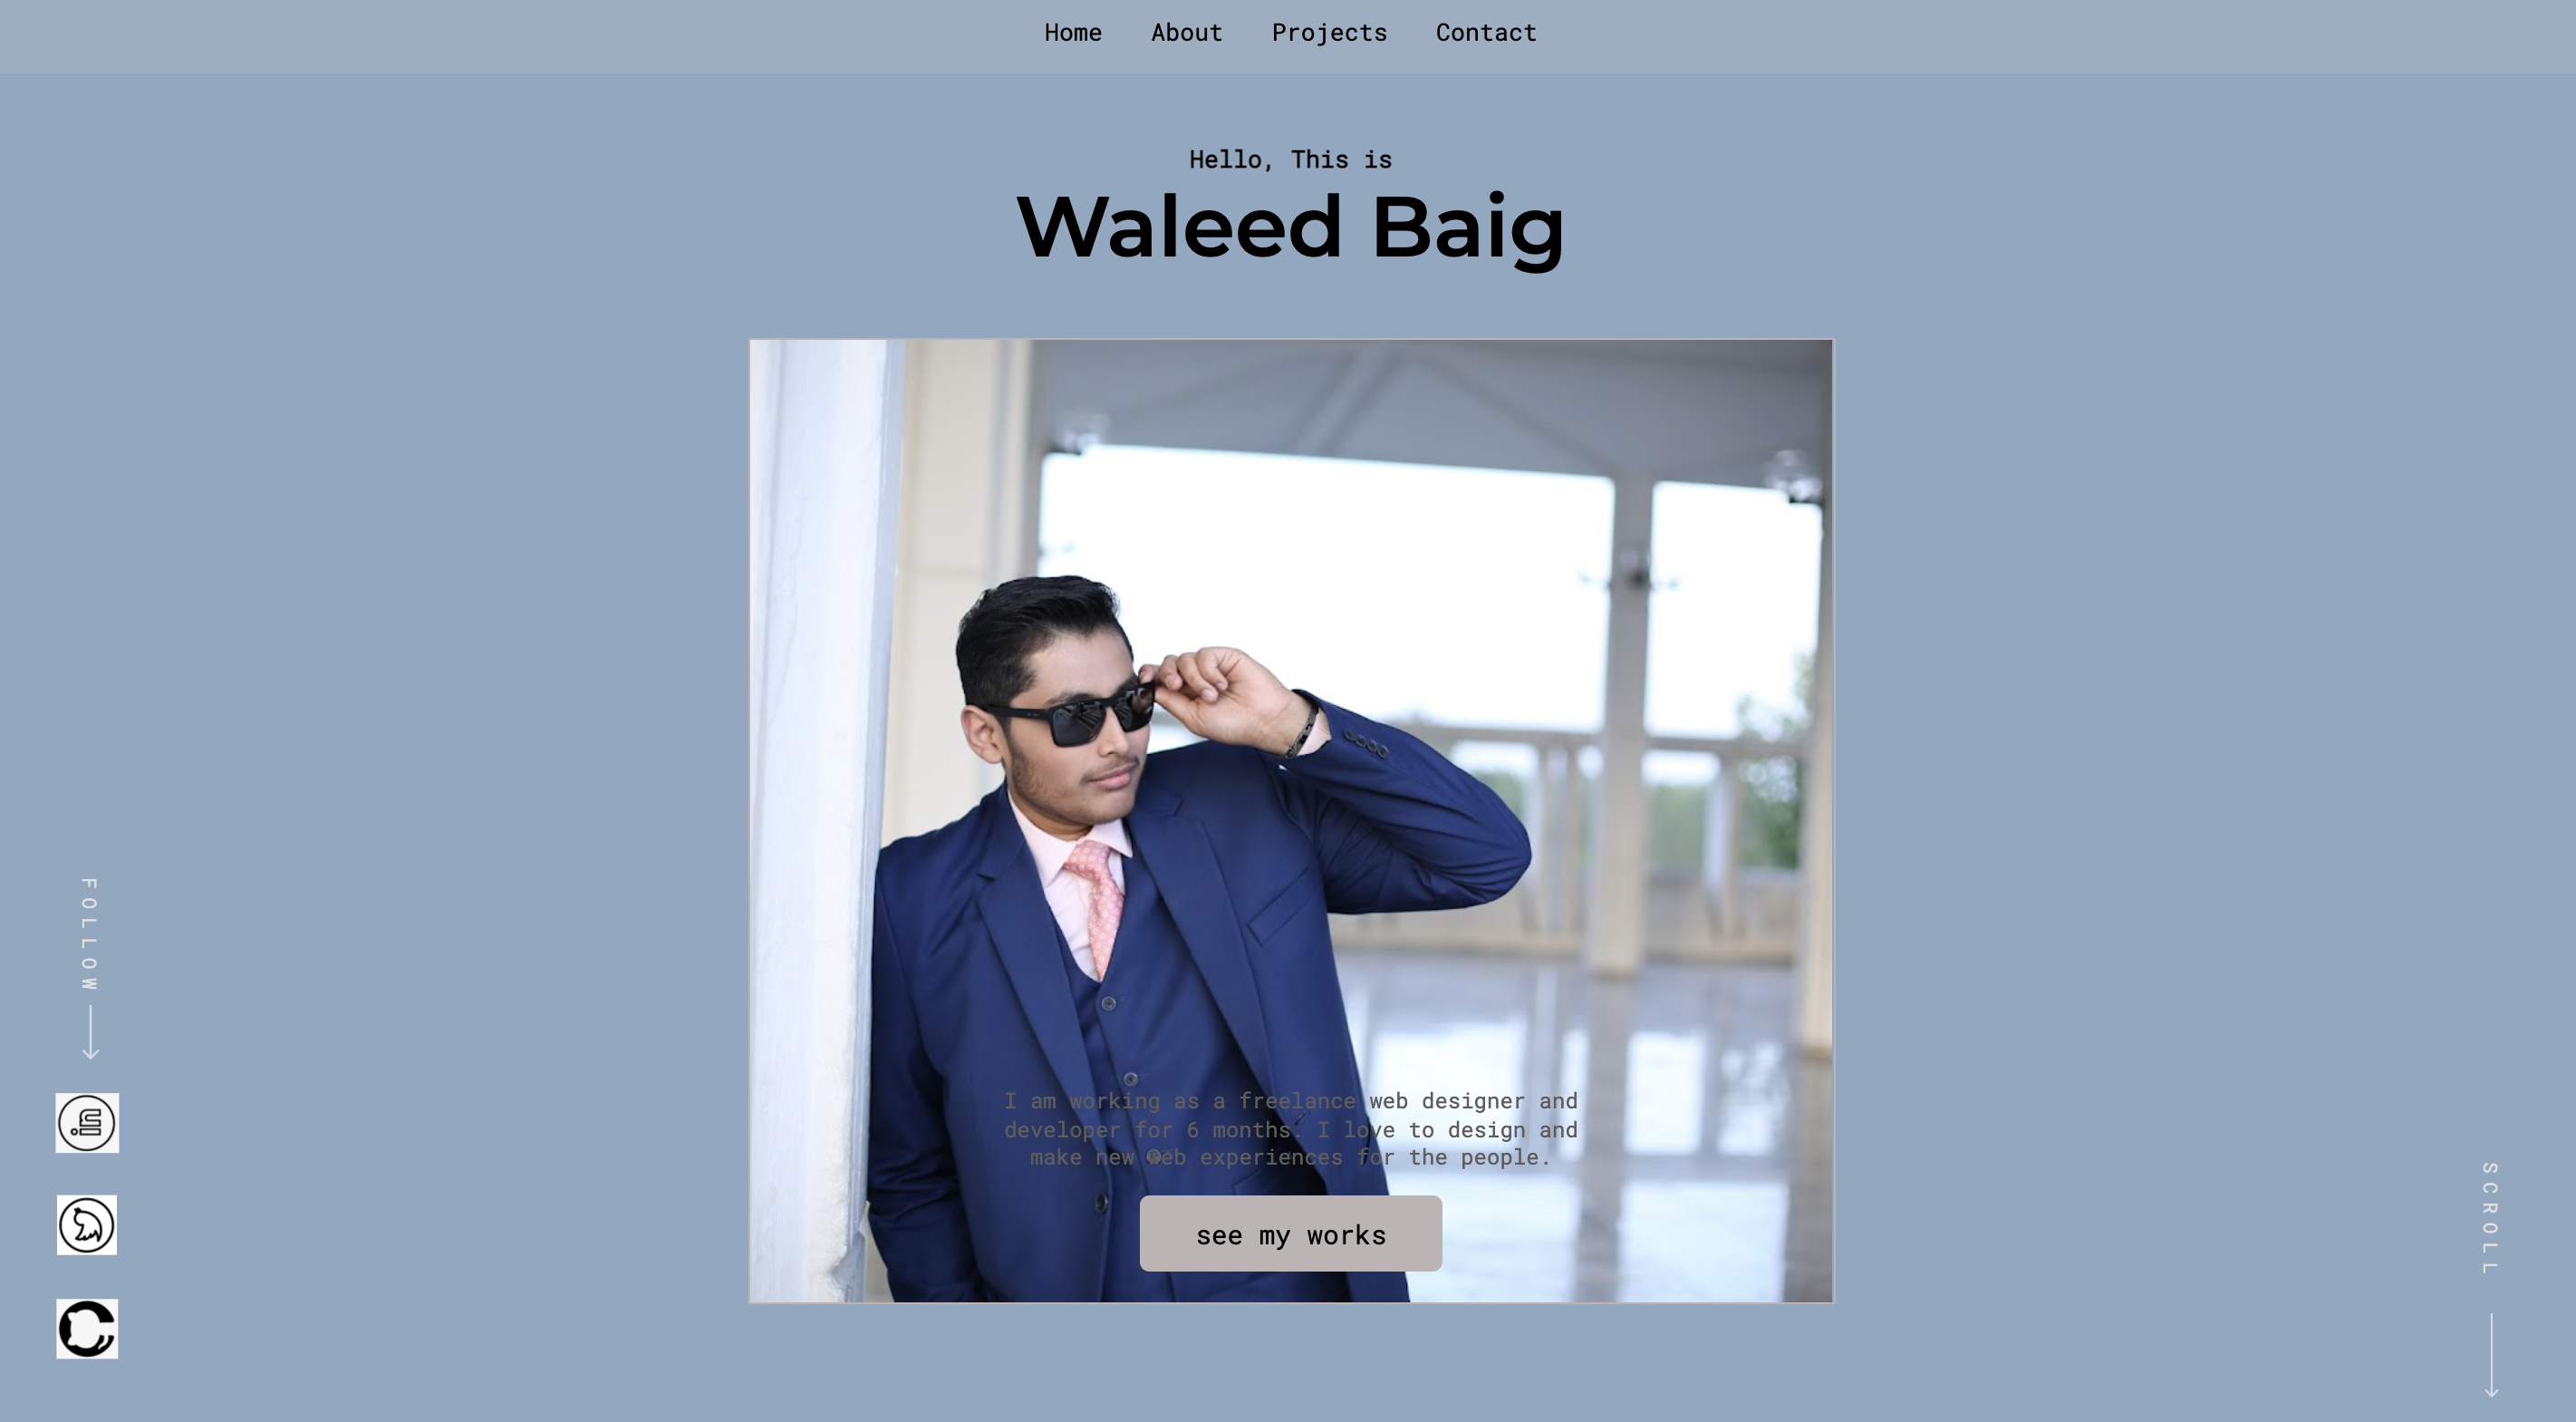 Home About Projects Contact
Hello, This is
Waleed Baig
FOLLOW
I am working as a freelance web designer and
developer for 6 months. I love to design and
make new web experiences for the people.
see my works
SCROLL